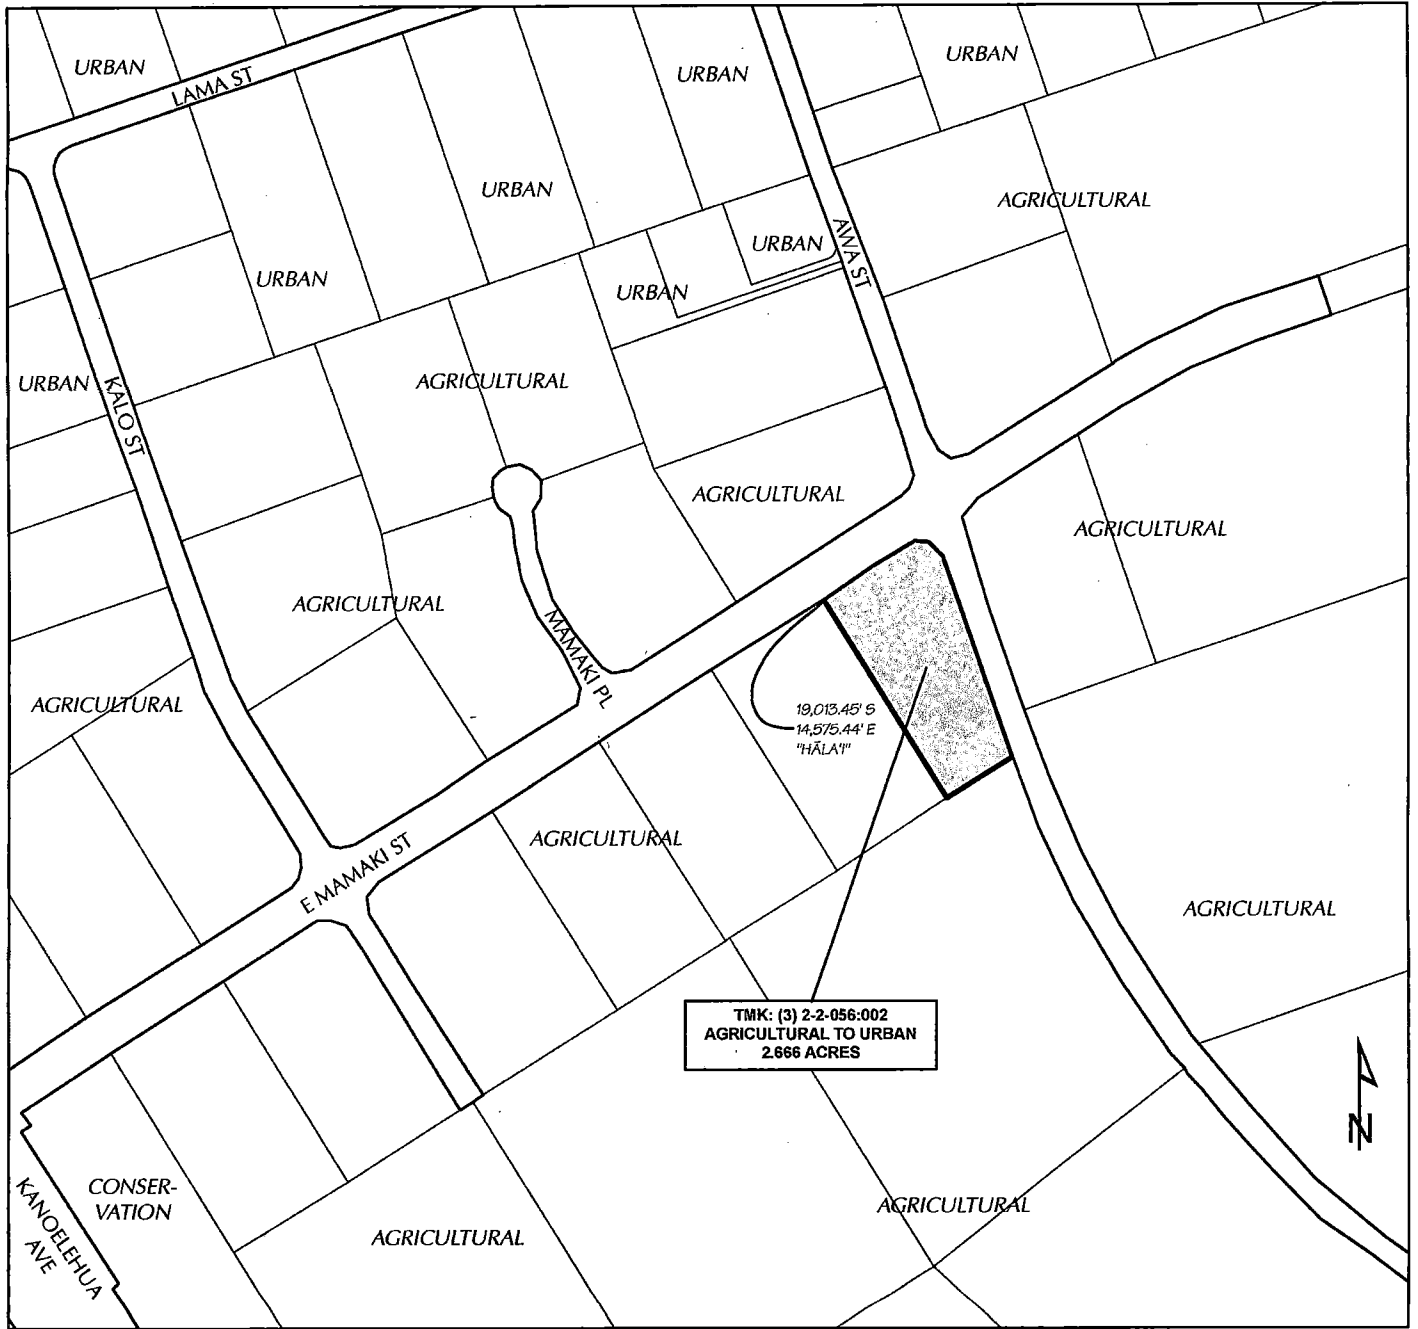 URBAN
LAMA ST
URBAN
URBAN
URBAN
AGRICULTURAL
URBAN
URBAN
AWA ST
URBAN
URBAN
URBAN
KALO ST
AGRICULTURAL
AGRICULTURAL
AGRICULTURAL
AGRICULTURAL
MAMAKI PL
AGRICULTURAL
19,013.45' S
14,575.44' E
"HĀLA'I"
E MAMAKI ST
AGRICULTURAL
AGRICULTURAL
TMK: (3) 2-2-056:002
AGRICULTURAL TO URBAN
2.666 ACRES
N
KANOELEHUA
AVE
CONSER-
VATION
AGRICULTURAL
AGRICULTURAL